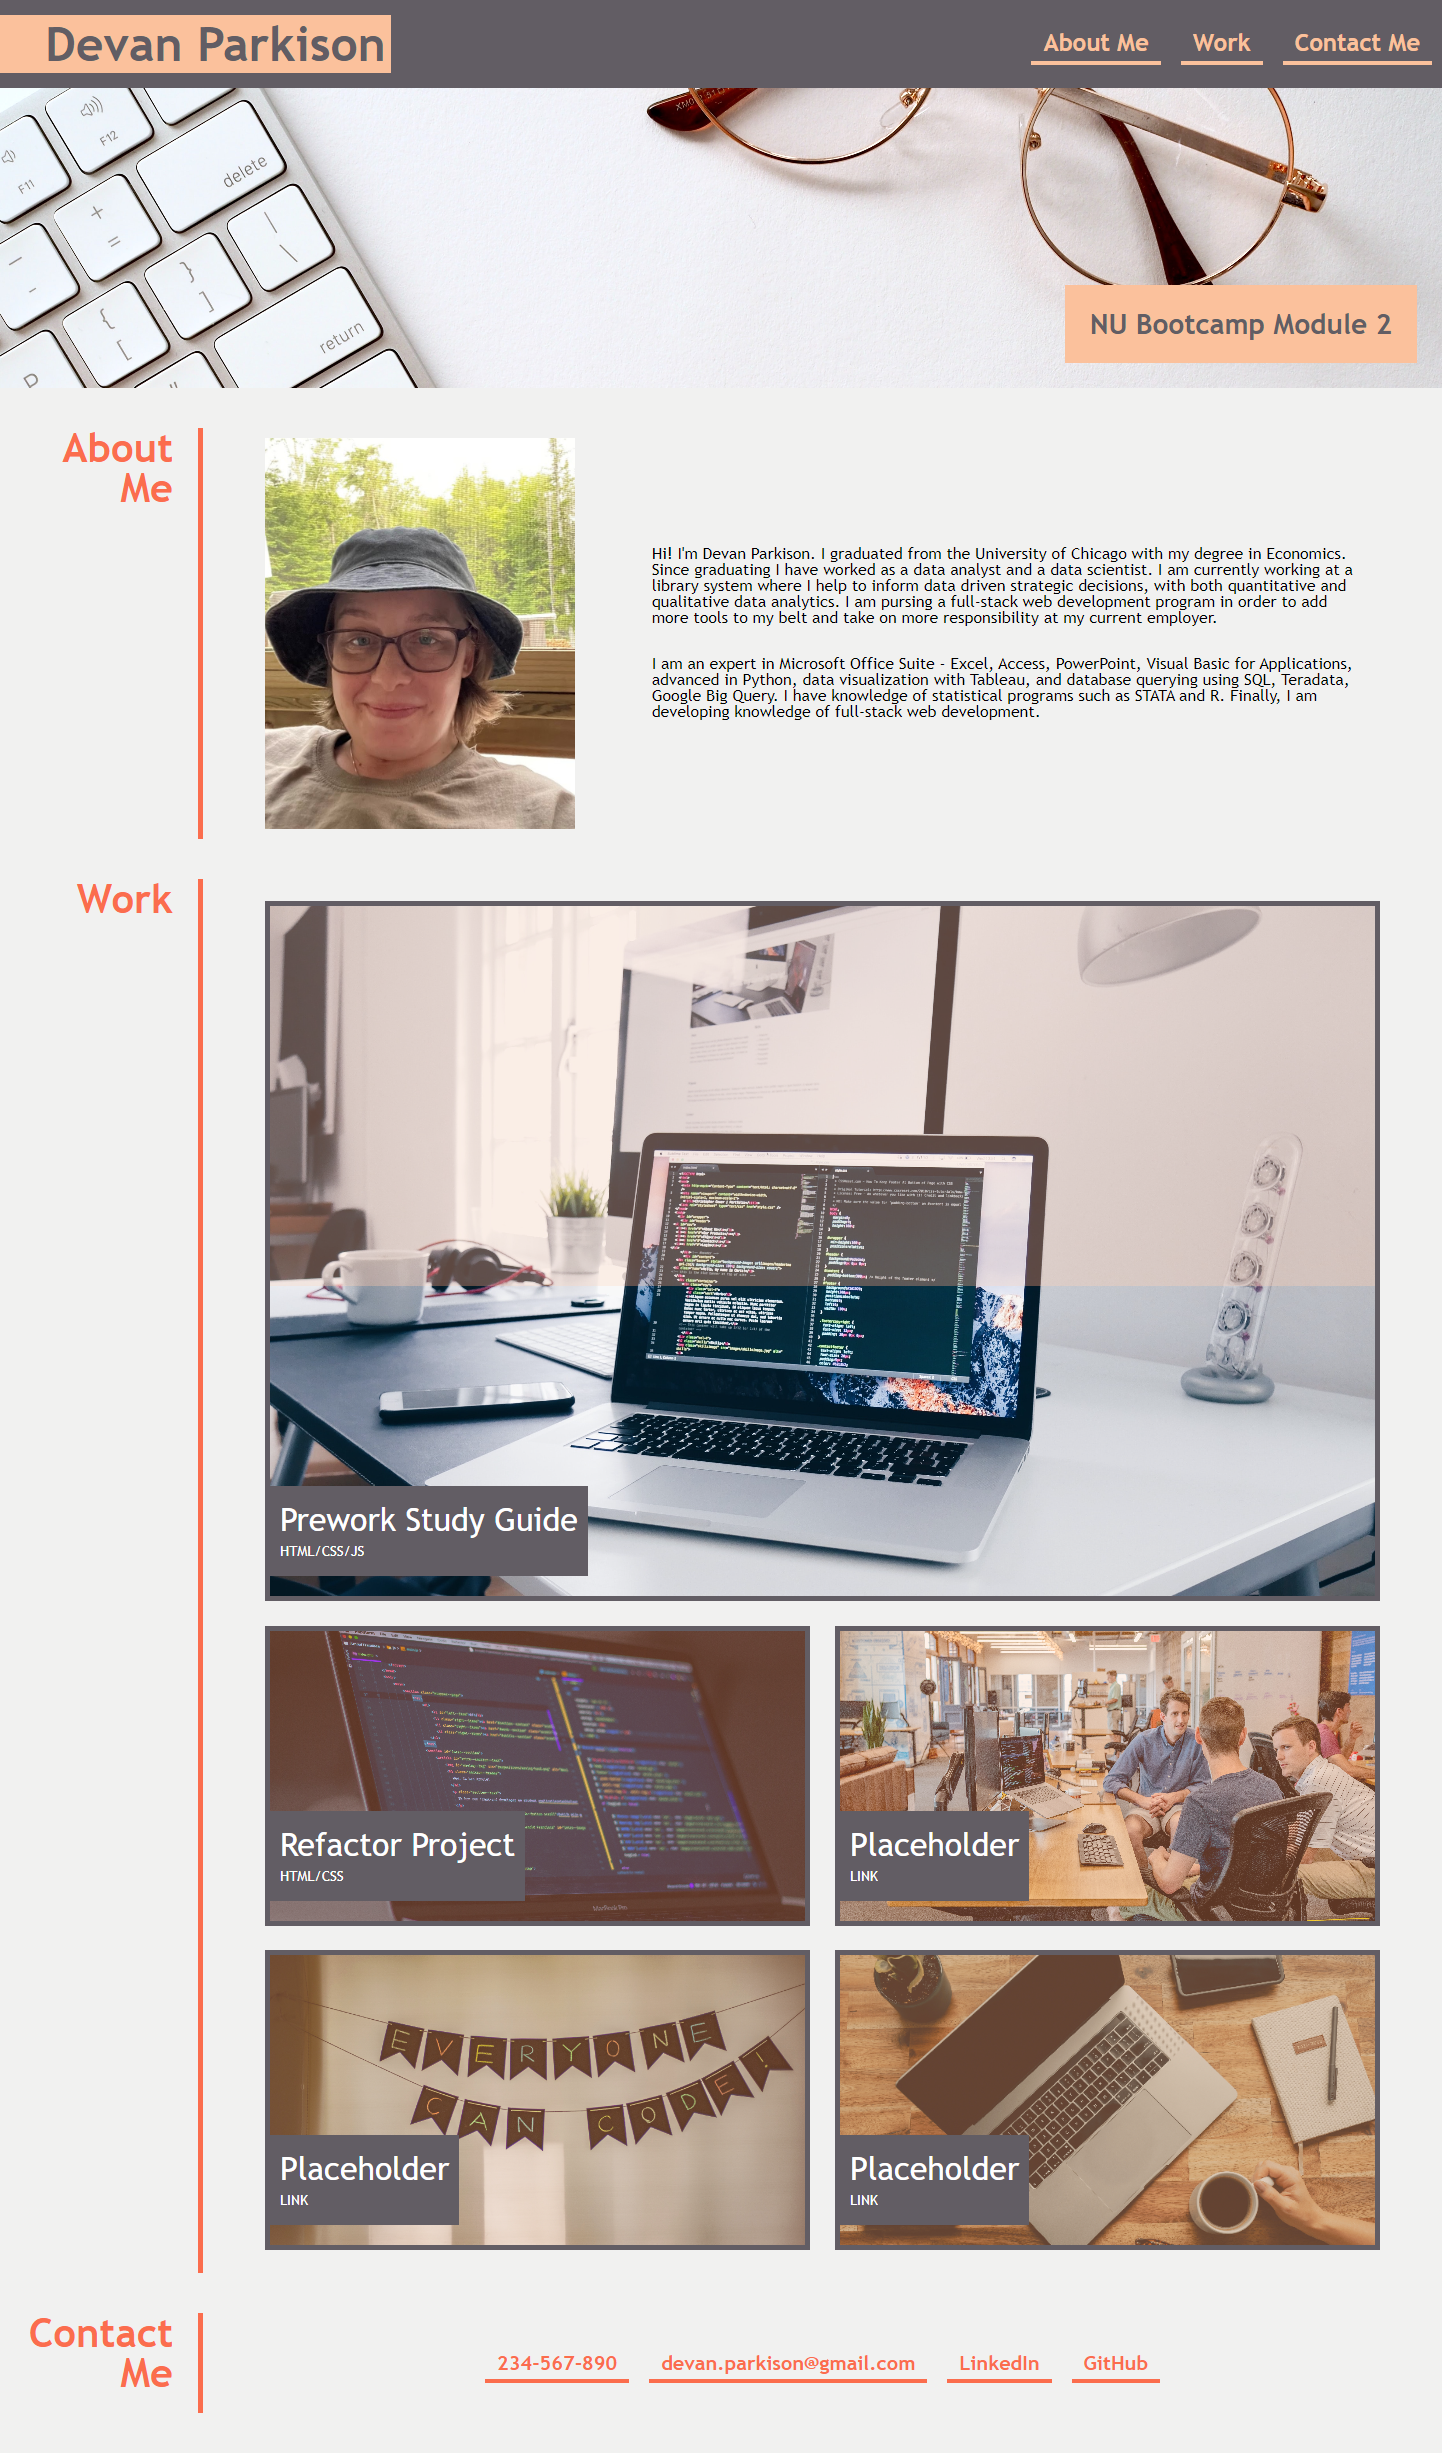 Devan Parkison
About Me
Work
Contact Me
F11
F12
delete
+
=
|
\
}
]
{
[
return
P
NU Bootcamp Module 2
About
Me
Hi! I'm Devan Parkison. I graduated from the University of Chicago with my degree in Economics.
Since graduating I have worked as a data analyst and a data scientist. I am currently working at a
library system where I help to inform data driven strategic decisions, with both quantitative and
qualitative data analytics. I am pursing a full-stack web development program in order to add
more tools to my belt and take on more responsibility at my current employer.
I am an expert in Microsoft Office Suite - Excel, Access, PowerPoint, Visual Basic for Applications,
advanced in Python, data visualization with Tableau, and database querying using SQL, Teradata,
Google Big Query. I have knowledge of statistical programs such as STATA and R. Finally, I am
developing knowledge of full-stack web development.
Work
Prework Study Guide
HTML/CSS/JS
Refactor Project
HTML/CSS
MacBook Pro
Placeholder
LINK
EVERYONE
CAN CODE!
Placeholder
LINK
Placeholder
LINK
Contact
Me
234-567-890
devan.parkison@gmail.com
LinkedIn
GitHub